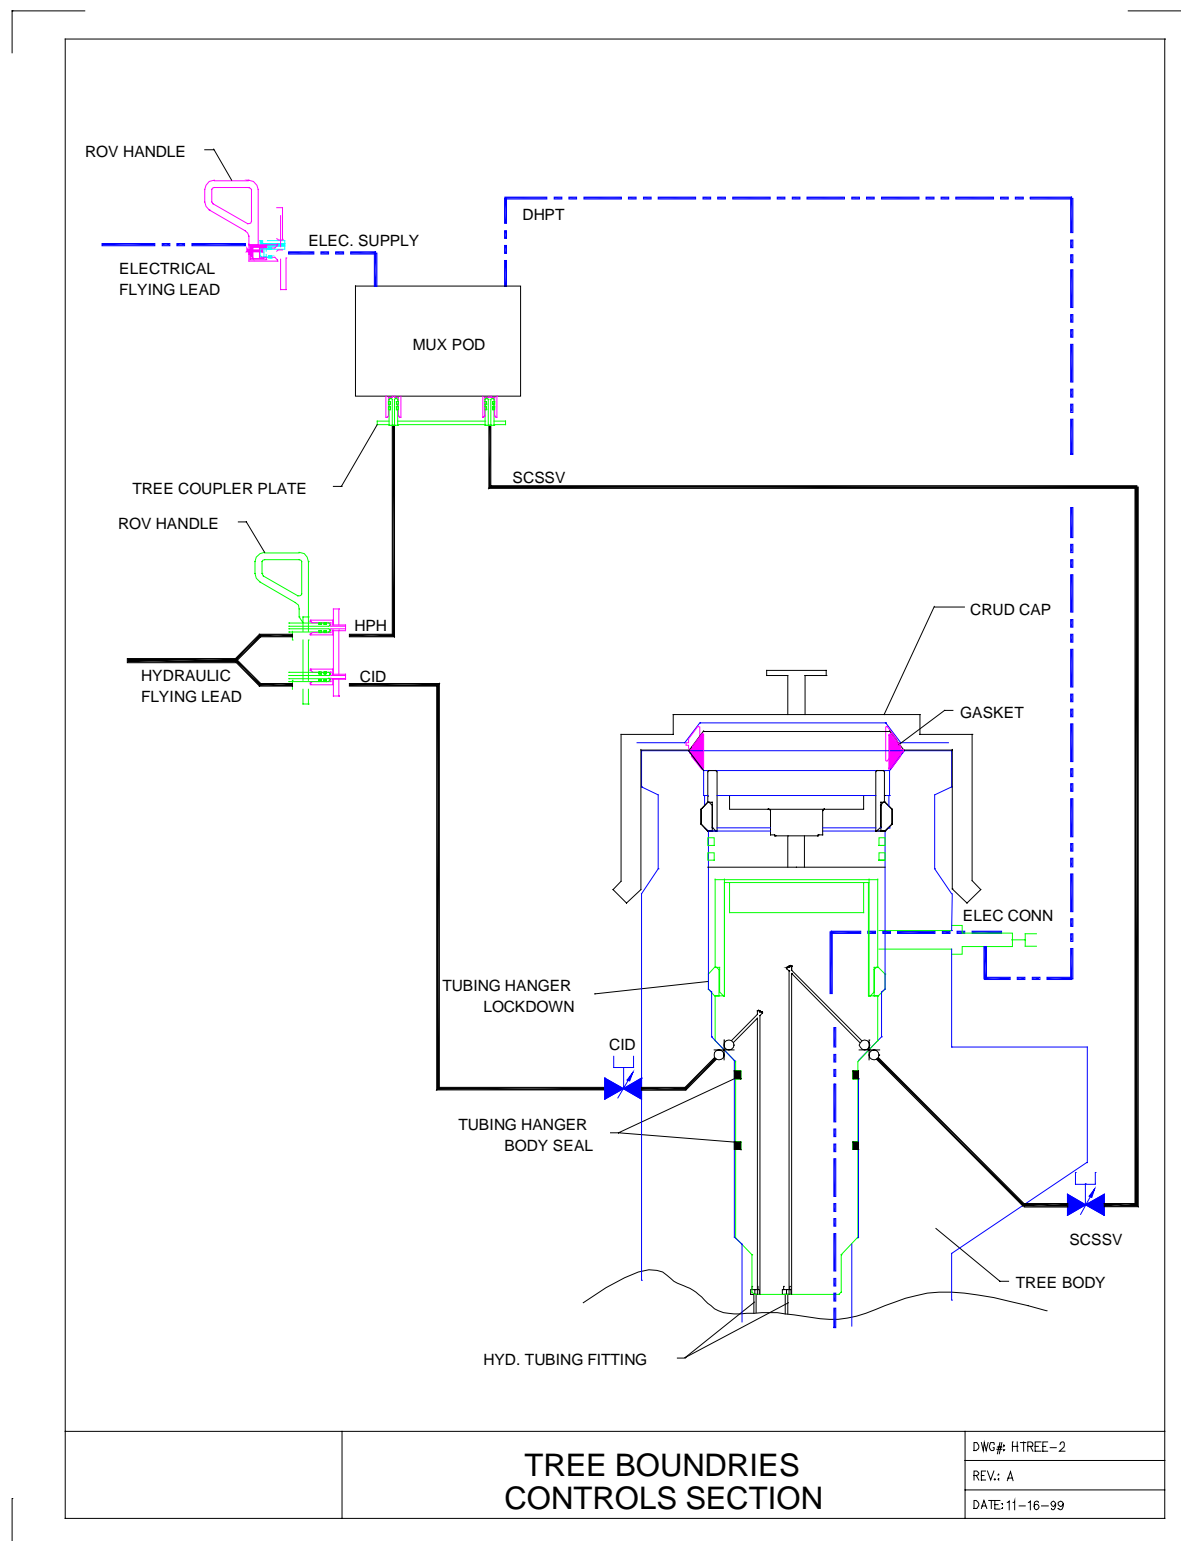 ROV HANDLE
DHPT
ELEC. SUPPLY
ELECTRICAL
FLYING LEAD
MUX POD
SCSSV
TREE COUPLER PLATE
ROV HANDLE
CRUD CAP
HPH
HYDRAULIC
FLYING LEAD
CID
GASKET
ELEC CONN
TUBING HANGER
LOCKDOWN
CID
TUBING HANGER
BODY SEAL
SCSSV
TREE BODY
HYD. TUBING FITTING
TREE BOUNDRIES
CONTROLS SECTION
DWG#: HTREE-2
REV.: A
DATE: 11-16-99